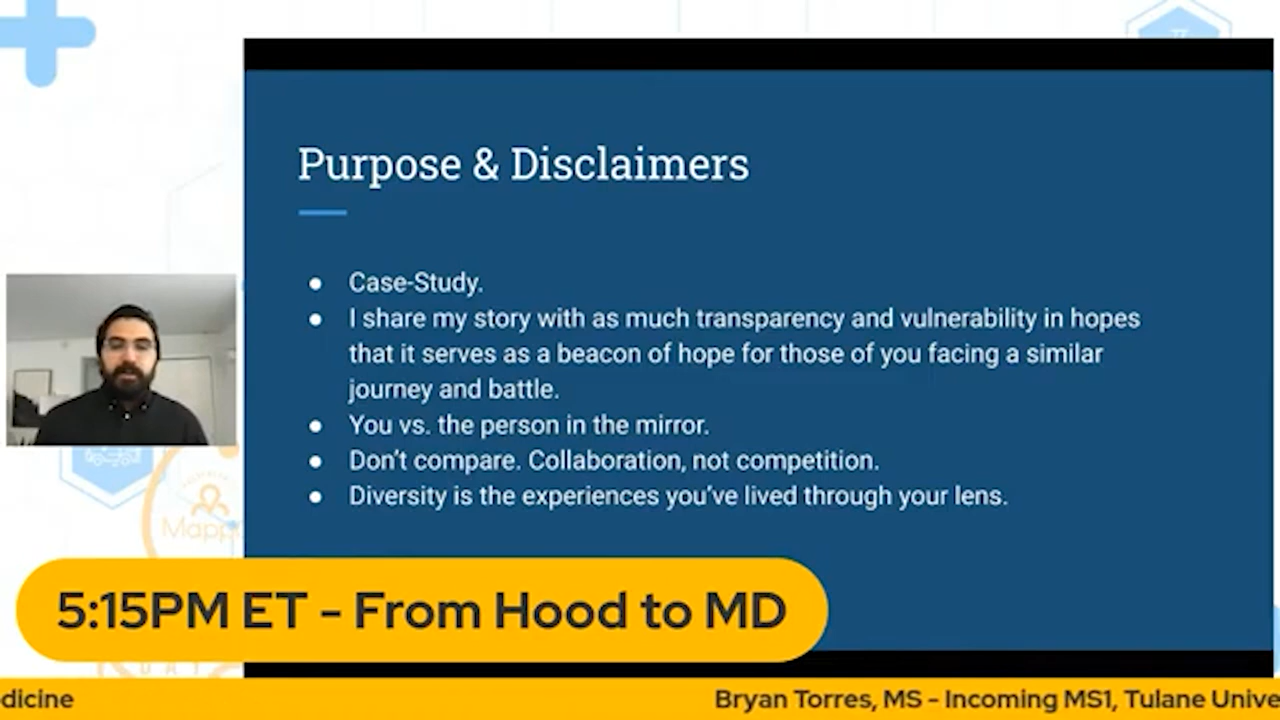 Purpose & Disclaimers
● Case-Study.
● I share my story with as much transparency and vulnerability in hopes
that it serves as a beacon of hope for those of you facing a similar
journey and battle.
● You vs. the person in the mirror.
● Don’t compare. Collaboration, not competition.
● Diversity is the experiences you’ve lived through your lens.
Mapp
5:15PM ET - From Hood to MD
dicine
Bryan Torres, MS - Incoming MS1, Tulane Unive